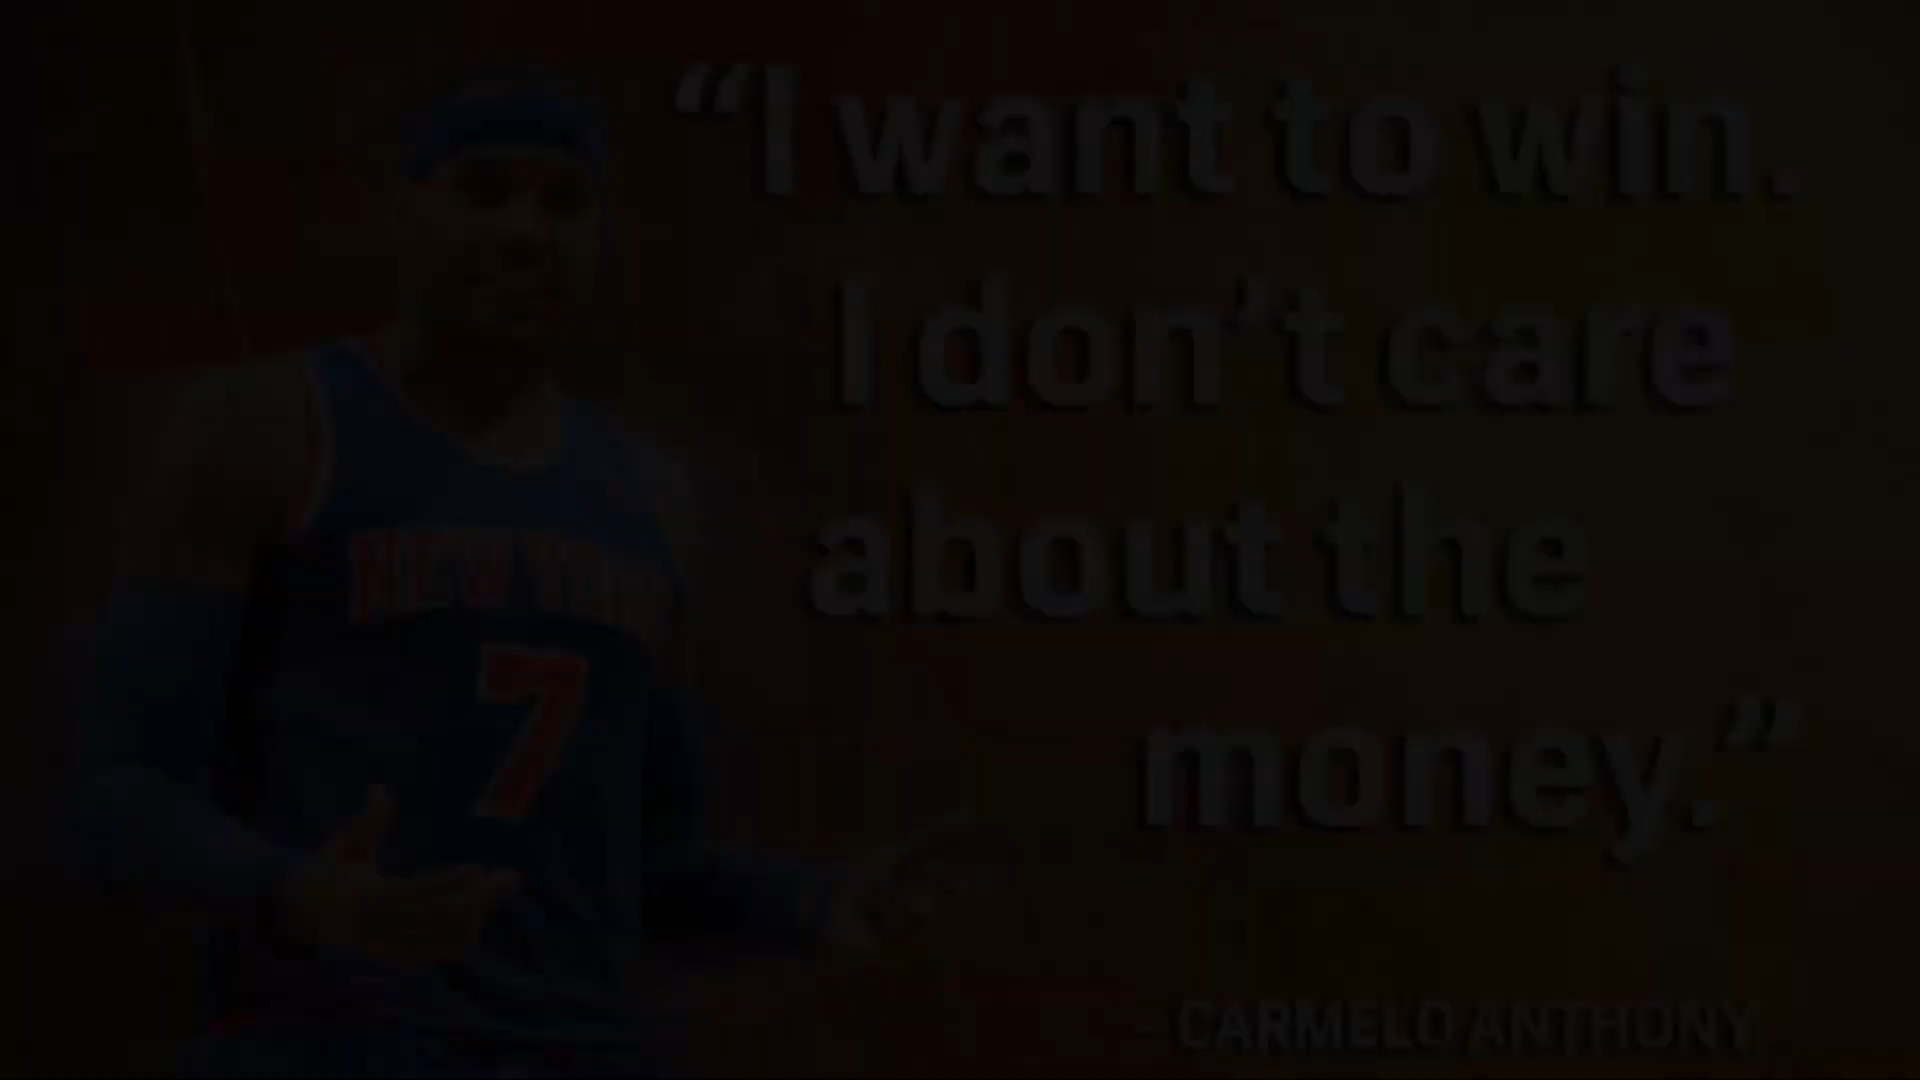 “I want to win.
I don’t care
about the
money.”
- CARMELO ANTHONY
NEW YORK
7